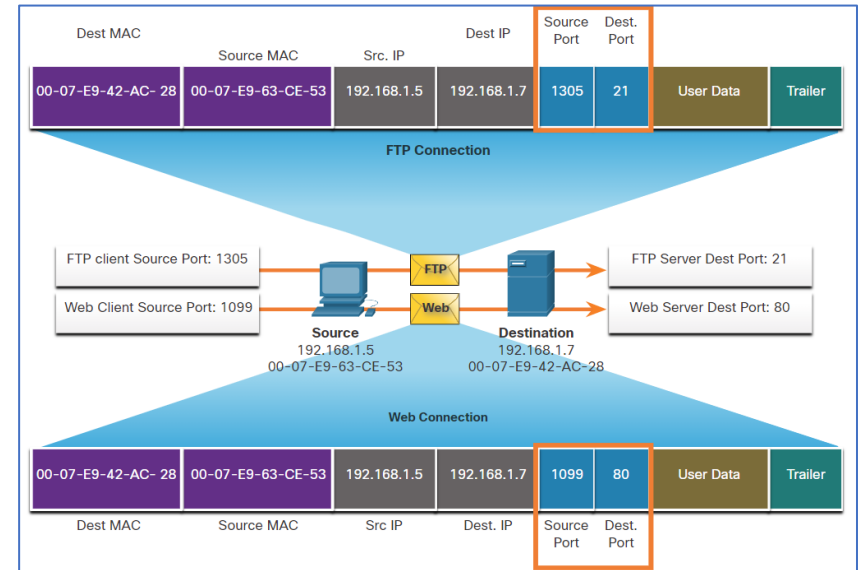 Dest MAC
Source MAC
Src. IP
Dest IP
Source
Port
Dest.
Port
00-07-E9-42-AC- 28
00-07-E9-63-CE-53
192.168.1.5
192.168.1.7
1305
21
User Data
Trailer
FTP Connection
FTP client Source Port: 1305
FTP
FTP Server Dest Port: 21
Web Client Source Port: 1099
Web
Web Server Dest Port: 80
Source
192.168.1.5
00-07-E9-63-CE-53
Destination
192.168.1.7
00-07-E9-42-AC-28
Web Connection
00-07-E9-42-AC- 28
00-07-E9-63-CE-53
192.168.1.5
192.168.1.7
1099
80
User Data
Trailer
Dest MAC
Source MAC
Src IP
Dest. IP
Source
Port
Dest.
Port